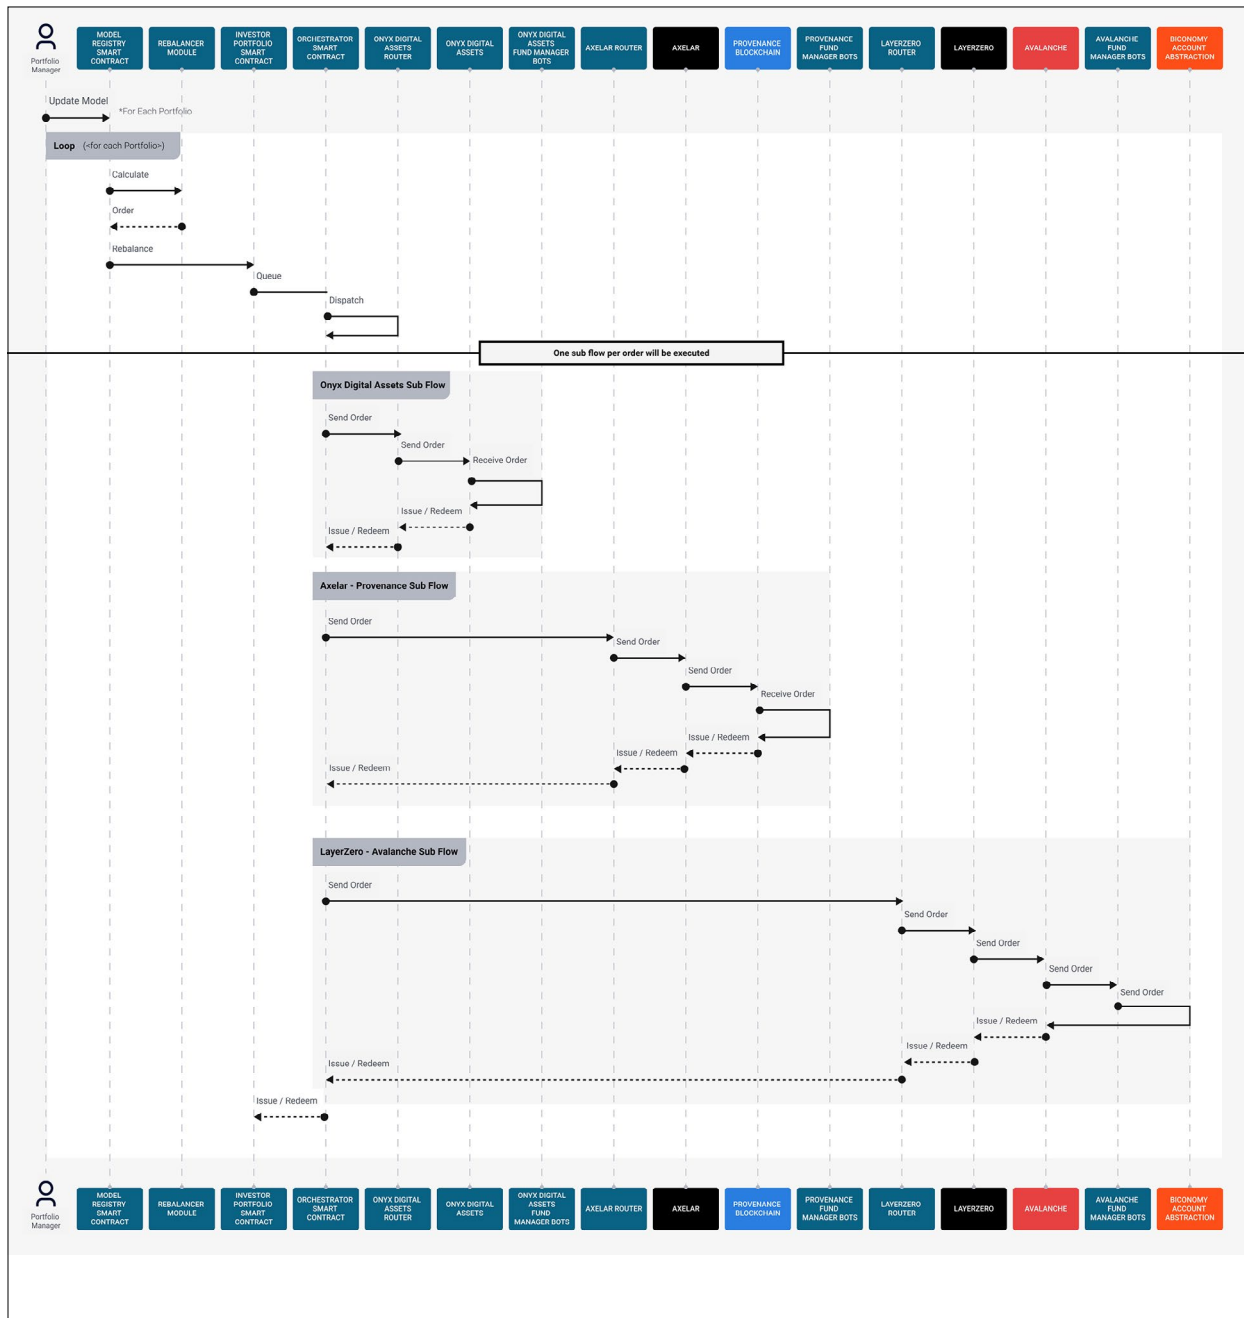 Portfolio
Manager
MODEL
REGISTRY
SMART
CONTRACT
REBALANCER
MODULE
INVESTOR
PORTFOLIO
SMART
CONTRACT
ORCHESTRATOR
SMART
CONTRACT
ONYX DIGITAL
ASSETS
ROUTER
ONYX DIGITAL
ASSETS
ONYX DIGITAL
ASSETS
FUND MANAGER
BOTS
AXELAR ROUTER
AXELAR
PROVENANCE
BLOCKCHAIN
PROVENANCE
FUND
MANAGER BOTS
LAYERZERO
ROUTER
LAYERZERO
AVALANCHE
AVALANCHE
FUND
MANAGER BOTS
BICONOMY
ACCOUNT
ABSTRACTION
Update Model
*For Each Portfolio
Loop (<for each Portfolio>)
Calculate
Order
Rebalance
Queue
Dispatch
One sub flow per order will be executed
Onyx Digital Assets Sub Flow
Send Order
Send Order
Receive Order
Issue / Redeem
Issue / Redeem
Axelar - Provenance Sub Flow
Send Order
Send Order
Send Order
Receive Order
Issue / Redeem
Issue / Redeem
Issue / Redeem
LayerZero - Avalanche Sub Flow
Send Order
Send Order
Send Order
Send Order
Send Order
Issue / Redeem
Issue / Redeem
Issue / Redeem
Issue / Redeem
Portfolio
Manager
MODEL
REGISTRY
SMART
CONTRACT
REBALANCER
MODULE
INVESTOR
PORTFOLIO
SMART
CONTRACT
ORCHESTRATOR
SMART
CONTRACT
ONYX DIGITAL
ASSETS
ROUTER
ONYX DIGITAL
ASSETS
ONYX DIGITAL
ASSETS
FUND
MANAGER BOTS
AXELAR ROUTER
AXELAR
PROVENANCE
BLOCKCHAIN
PROVENANCE
FUND
MANAGER BOTS
LAYERZERO
ROUTER
LAYERZERO
AVALANCHE
AVALANCHE
FUND
MANAGER BOTS
BICONOMY
ACCOUNT
ABSTRACTION